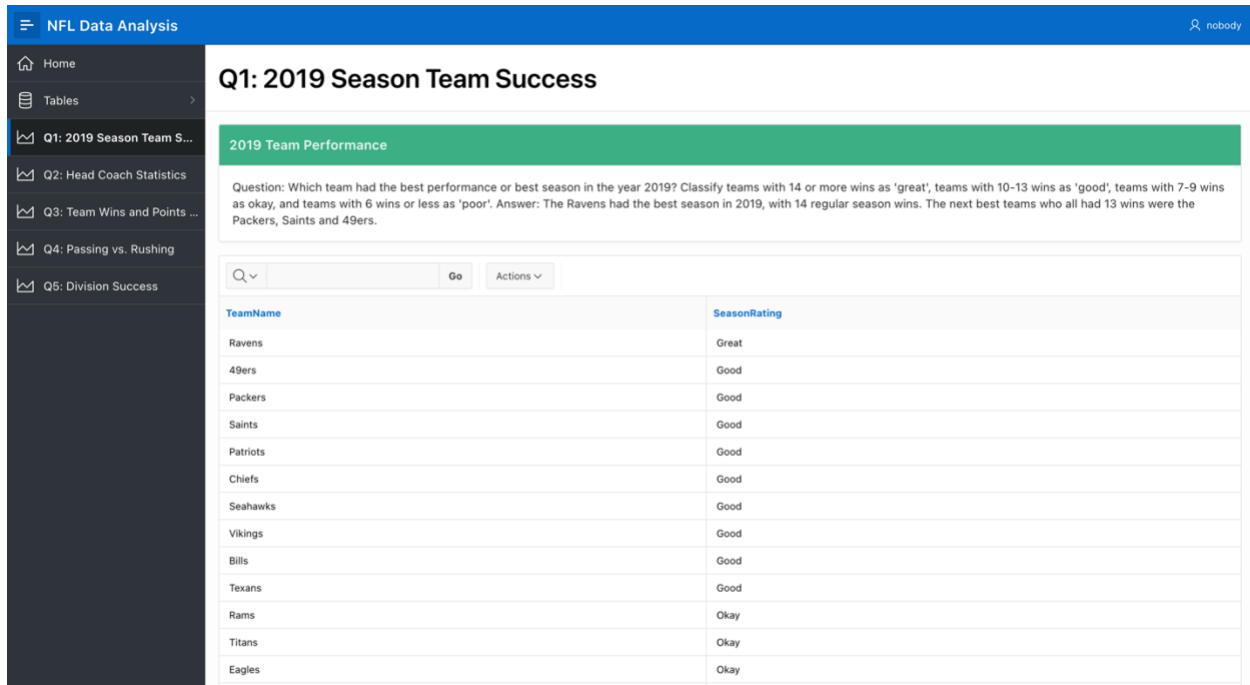 NFL Data Analysis
nobody
Home
Tables
Q1: 2019 Season Team S...
Q2: Head Coach Statistics
Q3: Team Wins and Points ...
Q4: Passing vs. Rushing
Q5: Division Success
Q1: 2019 Season Team Success
2019 Team Performance
Question: Which team had the best performance or best season in the year 2019? Classify teams with 14 or more wins as 'great', teams with 10-13 wins as 'good', teams with 7-9 wins
as okay, and teams with 6 wins or less as 'poor'. Answer: The Ravens had the best season in 2019, with 14 regular season wins. The next best teams who all had 13 wins were the
Packers, Saints and 49ers.
Go
Actions
TeamName SeasonRating
Ravens Great
49ers Good
Packers Good
Saints Good
Patriots Good
Chiefs Good
Seahawks Good
Vikings Good
Bills Good
Texans Good
Rams Okay
Titans Okay
Eagles Okay